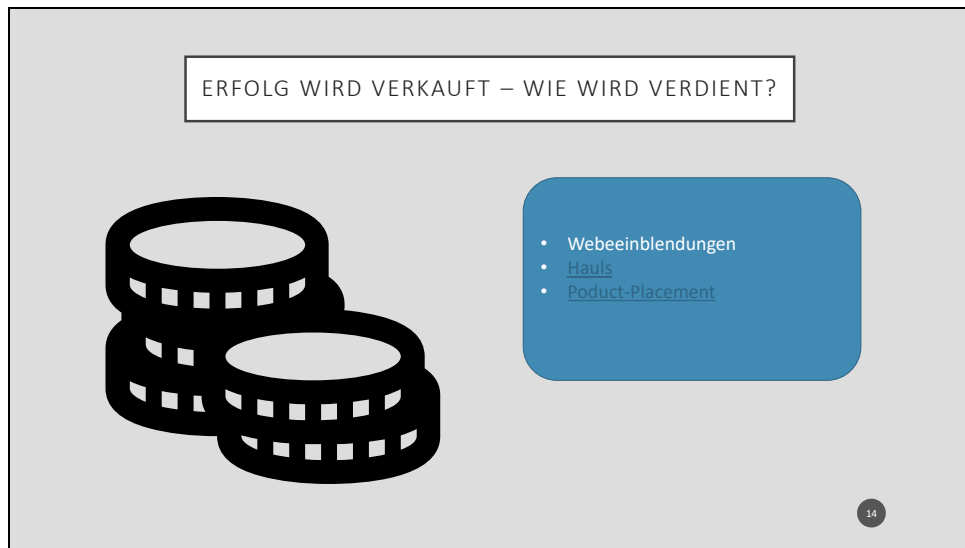 ERFOLG WIRD VERKAUFT – WIE WIRD VERDIENT?
• Webeeinblendungen
• Hauls
• Poduct-Placement
14